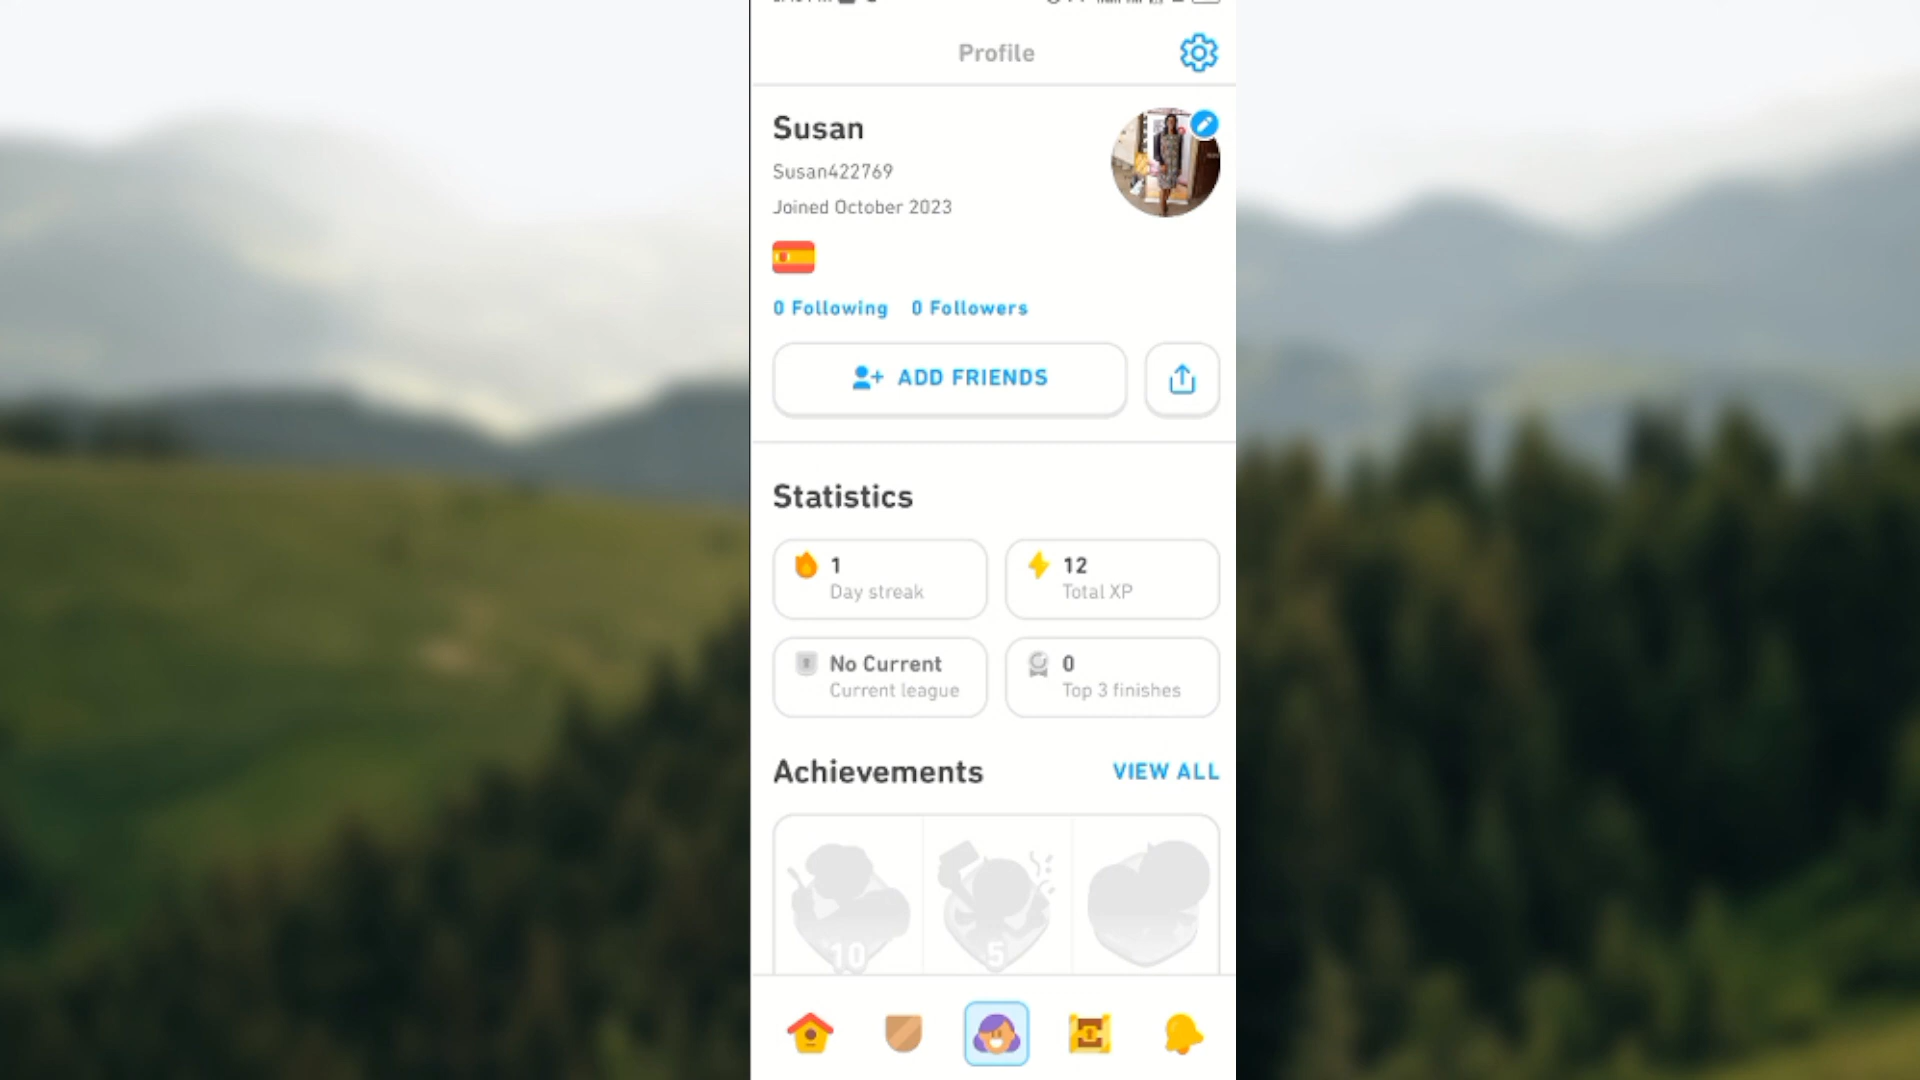 Profile
Susan
Susan422769
Joined October 2023
0 Following 0 Followers
ADD FRIENDS
Statistics
1
Day streak
12
Total XP
No Current
Current league
0
Top 3 finishes
Achievements VIEW ALL
10 5